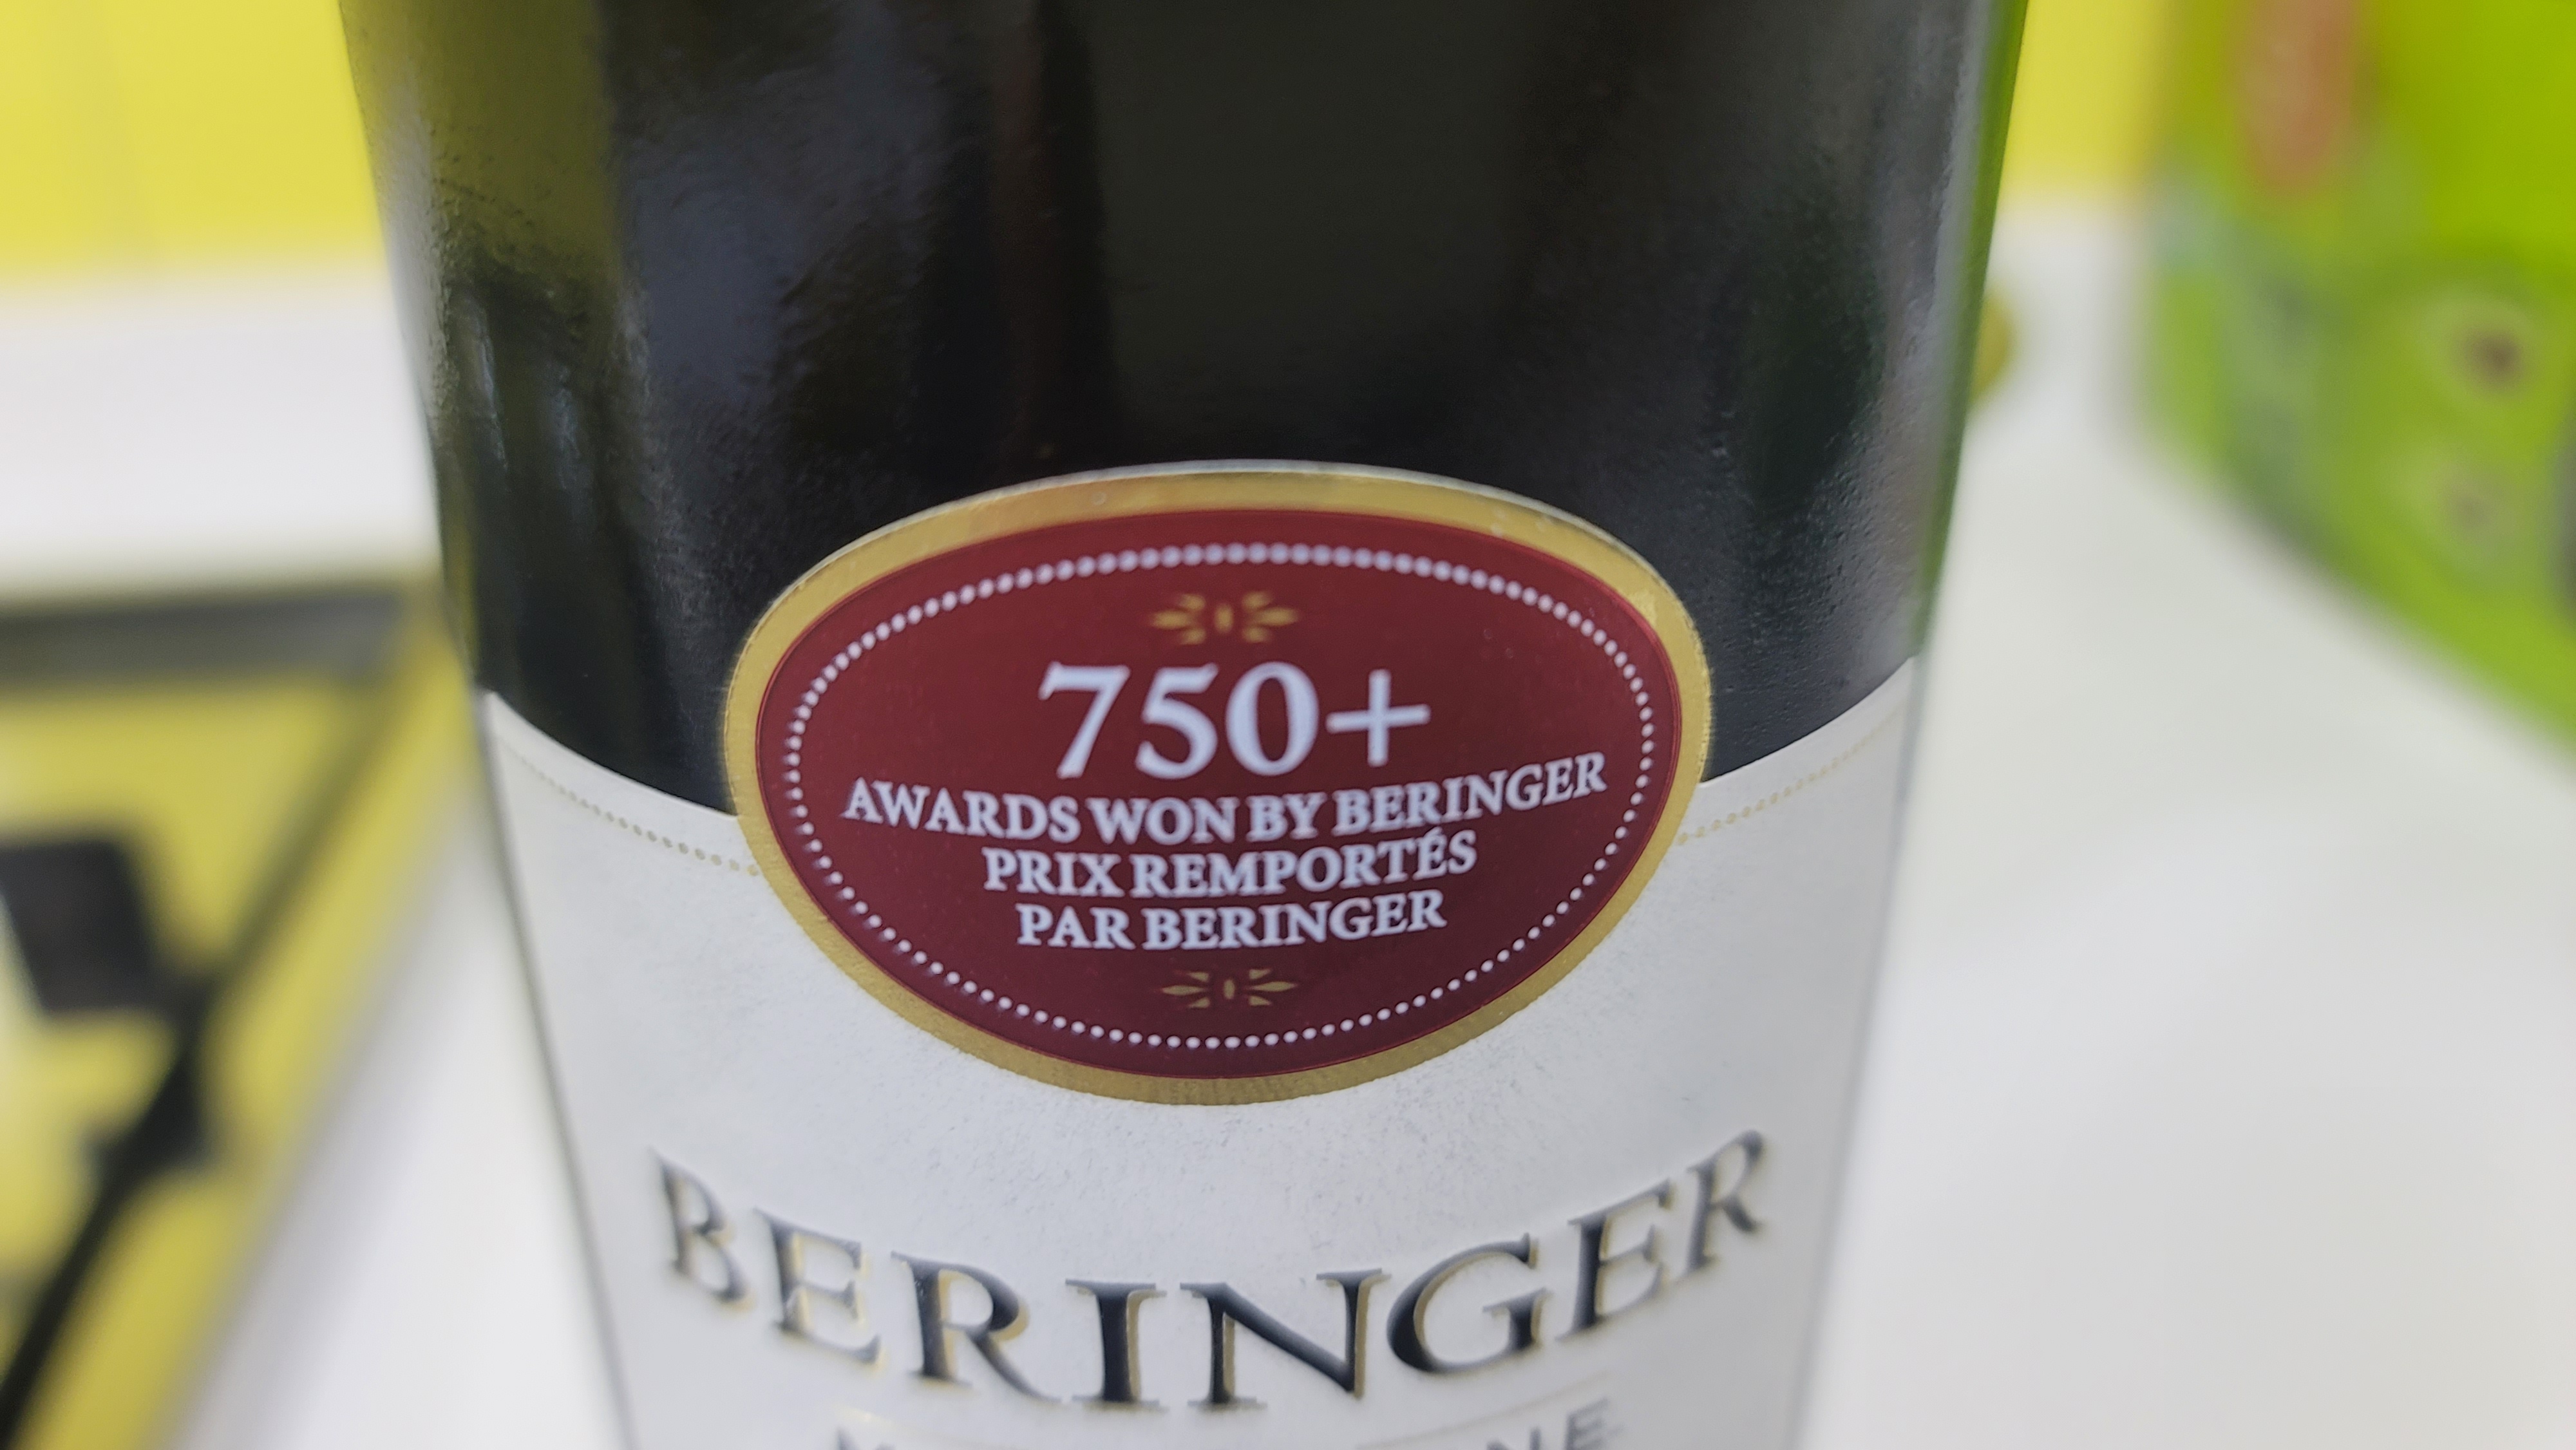 750+
AWARDS WON BY BERINGER
PRIX REMPORTÉS
PAR BERINGER
BERINGER